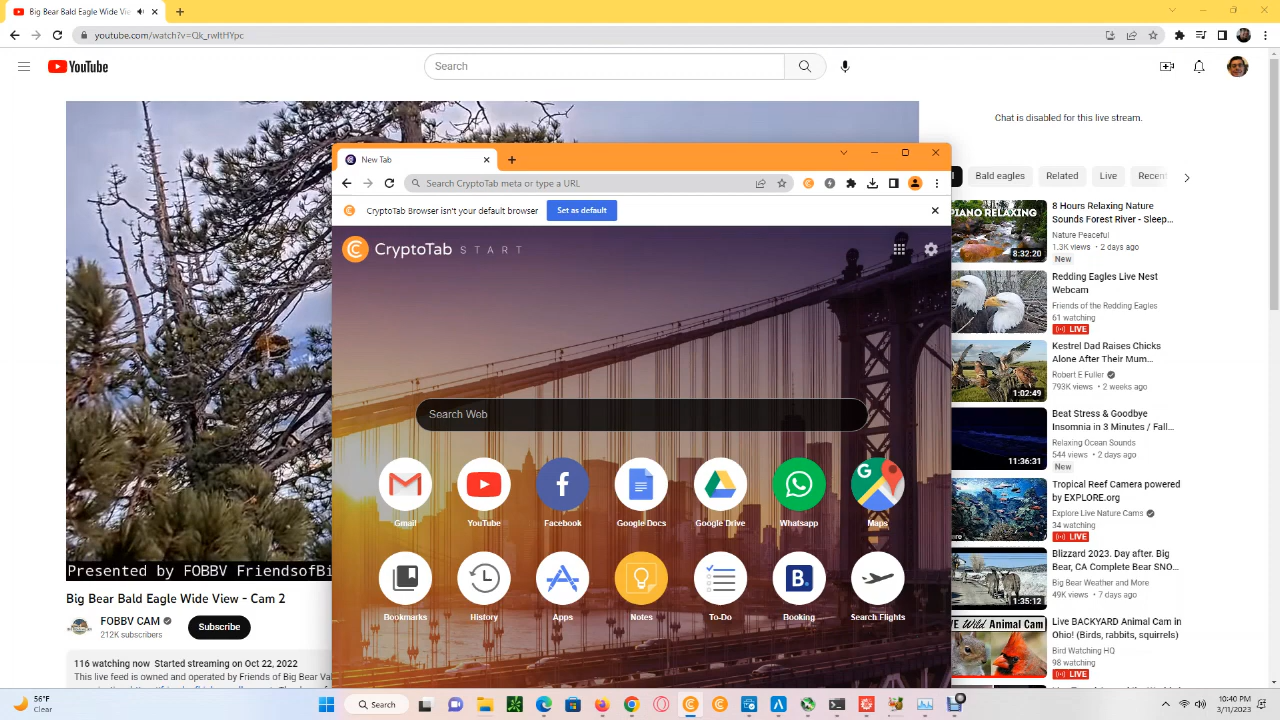 Big Bear Bald Eagle Wide Vie
youtube.com/watch?v=Qk_rwltHYpc
YouTube
Search
Chat is disabled for this live stream.
Bald eagles
Related
Live
Recent
8 Hours Relaxing Nature
Sounds Forest River - Sleep...
Nature Peaceful
1.3K views • 2 days ago
New
PIANO RELAXING
8:32:20
Redding Eagles Live Nest
Webcam
Friends of the Redding Eagles
61 watching
LIVE
Kestrel Dad Raises Chicks
Alone After Their Mum...
Robert E Fuller
793K views • 2 weeks ago
1:02:49
Beat Stress & Goodbye
Insomnia in 3 Minutes / Fall...
Relaxing Ocean Sounds
544 views • 2 days ago
New
11:36:31
Tropical Reef Camera powered
by EXPLORE.org
Explore Live Nature Cams
34 watching
LIVE
Blizzard 2023. Day after. Big
Bear, CA Complete Bear SNO...
Big Bear Weather and More
49K views • 7 days ago
1:35:12
Live BACKYARD Animal Cam in
Ohio! (Birds, rabbits, squirrels)
Bird Watching HQ
98 watching
LIVE
VE Wild Animal Cam
New Tab
Search CryptoTab meta or type a URL
CryptoTab Browser isn't your default browser
Set as default
CryptoTab START
Search Web
Gmail
YouTube
Facebook
Google Docs
Google Drive
Whatsapp
Maps
Bookmarks
History
Apps
Notes
To-Do
Booking
Search Flights
Presented by FOBBV FriendsofBi
Big Bear Bald Eagle Wide View - Cam 2
FOBBV CAM
212K subscribers
Subscribe
116 watching now Started streaming on Oct 22, 2022
This live feed is owned and operated by Friends of Big Bear Va
56°F
Clear
Search
10:40 PM
3/11/2023